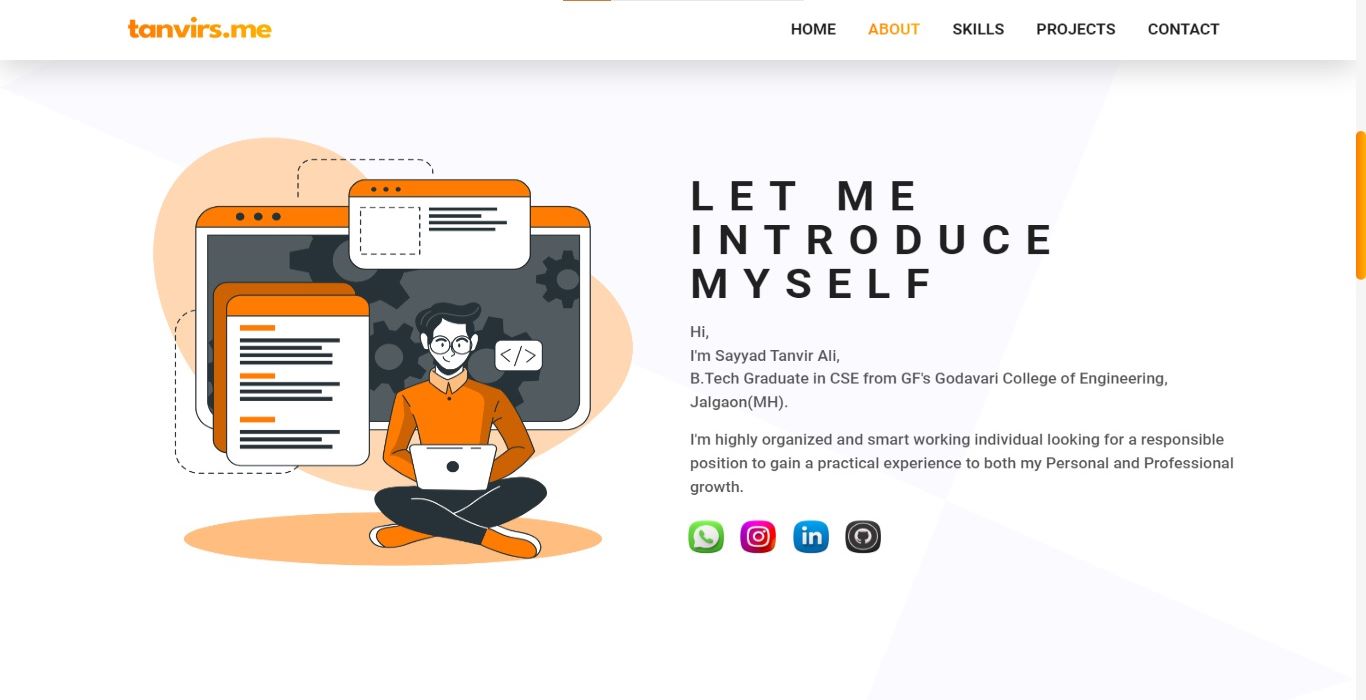 tanvirs.me
HOME ABOUT SKILLS PROJECTS CONTACT
LET ME
INTRODUCE
MYSELF
Hi,
I'm Sayyad Tanvir Ali,
B.Tech Graduate in CSE from GF's Godavari College of Engineering,
Jalgaon(MH).
I'm highly organized and smart working individual looking for a responsible
position to gain a practical experience to both my Personal and Professional
growth.
</>
in